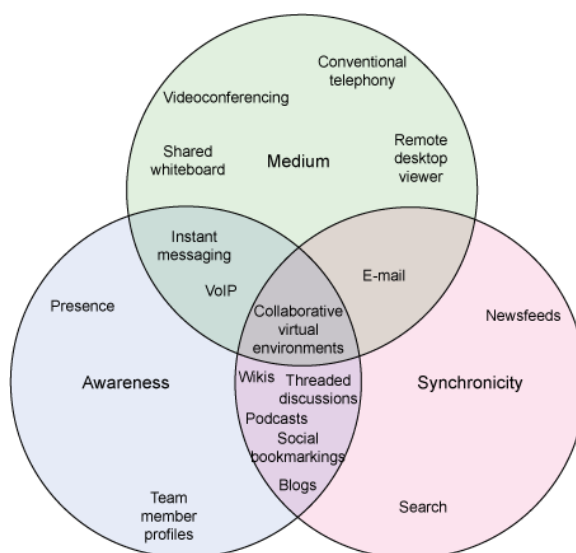 Conventional
telephony
Videoconferencing
Shared
whiteboard
Medium
Remote
desktop
viewer
Instant
messaging
VoIP
E-mail
Presence
Collaborative
virtual
environments
Newsfeeds
Awareness
Wikis
Threaded
discussions
Synchronicity
Podcasts
Social
bookmarkings
Blogs
Team
member
profiles
Search